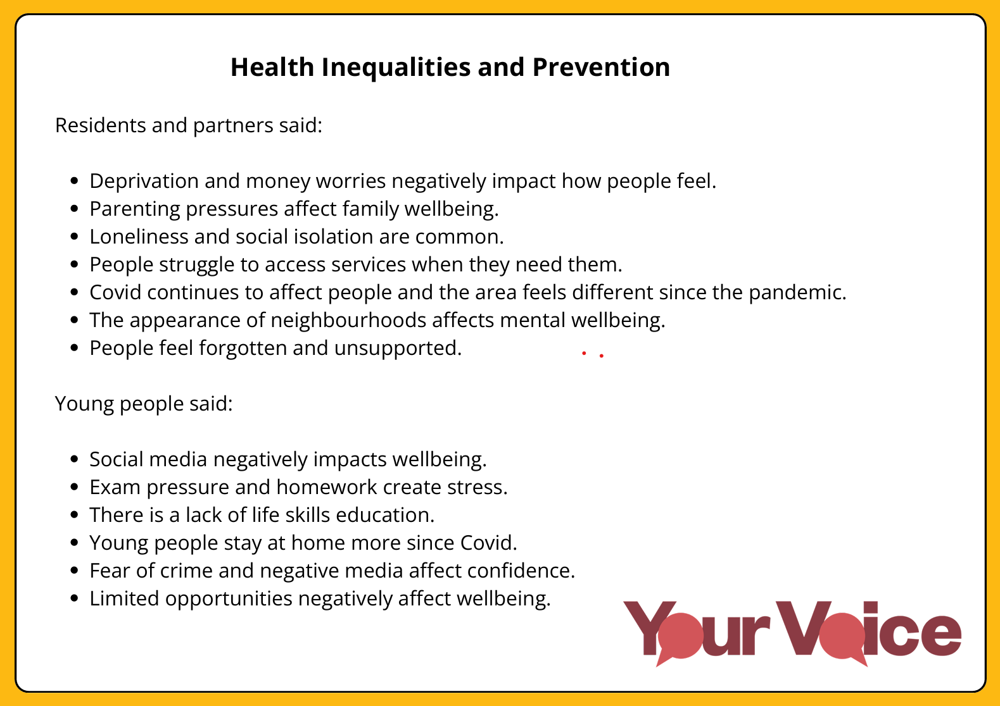 Health Inequalities and Prevention
Residents and partners said:
• Deprivation and money worries negatively impact how people feel.
• Parenting pressures affect family wellbeing.
• Loneliness and social isolation are common.
• People struggle to access services when they need them.
• Covid continues to affect people and the area feels different since the pandemic.
• The appearance of neighbourhoods affects mental wellbeing.
• People feel forgotten and unsupported.
Young people said:
• Social media negatively impacts wellbeing.
• Exam pressure and homework create stress.
• There is a lack of life skills education.
• Young people stay at home more since Covid.
• Fear of crime and negative media affect confidence.
• Limited opportunities negatively affect wellbeing.
Your Voice